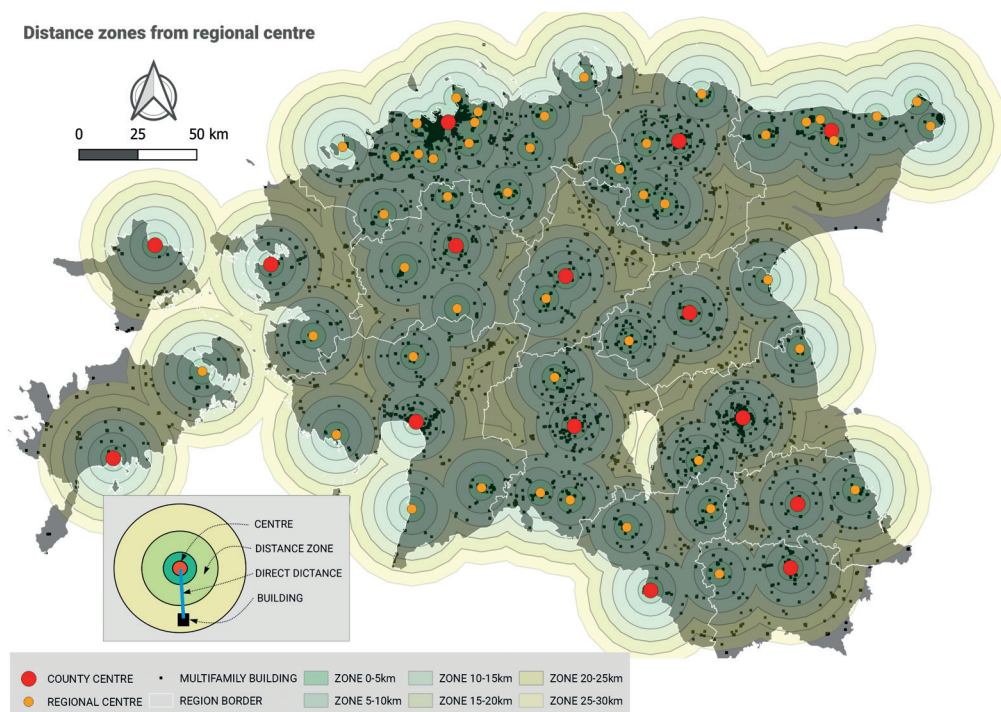 Distance zones from regional centre
0 25 50 km
CENTRE
DISTANCE ZONE
DIRECT DICTANCE
BUILDING
COUNTY CENTRE
REGIONAL CENTRE
MULTIFAMILY BUILDING
REGION BORDER
ZONE 0-5km
ZONE 5-10km
ZONE 10-15km
ZONE 15-20km
ZONE 20-25km
ZONE 25-30km